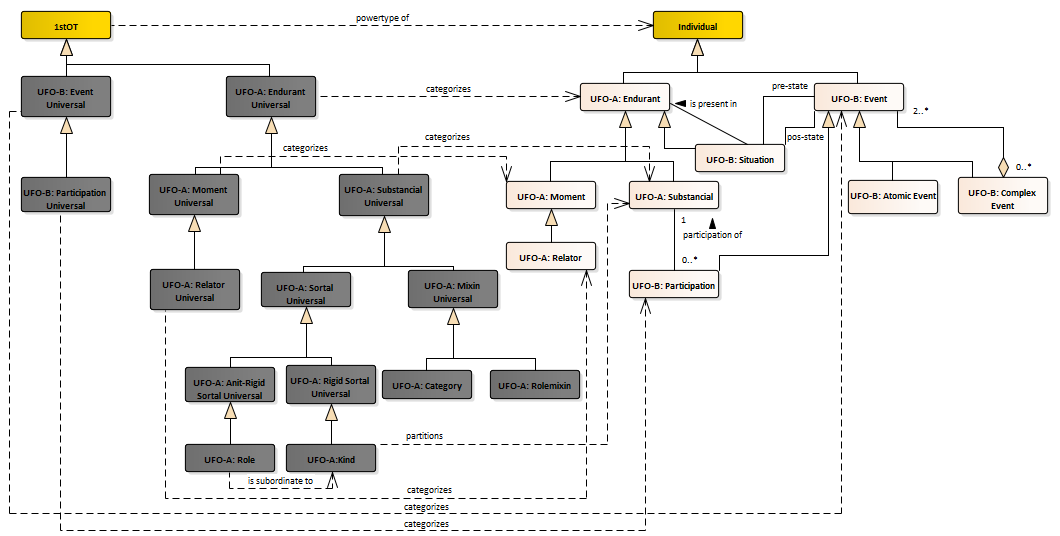 1stOT
powertype of
Individual
UFO-B: Event
Universal
UFO-A: Endurant
Universal
categorizes
UFO-A: Endurant
is present in
pre-state
UFO-B: Event
2..*
categorizes
categorizes
pos-state
UFO-B: Situation
0..*
UFO-B: Participation
Universal
UFO-A: Moment
Universal
UFO-A: Substancial
Universal
UFO-A: Moment
UFO-A: Substancial
UFO-B: Atomic Event
UFO-B: Complex
Event
1
participation of
UFO-A: Relator
0..*
UFO-B: Participation
UFO-A: Relator
Universal
UFO-A: Sortal
Universal
UFO-A: Mixin
Universal
UFO-A: Anit-Rigid
Sortal Universal
UFO-A: Rigid Sortal
Universal
UFO-A: Category
UFO-A: Rolemixin
partitions
UFO-A: Role
UFO-A:Kind
is subordinate to
categorizes
categorizes
categorizes